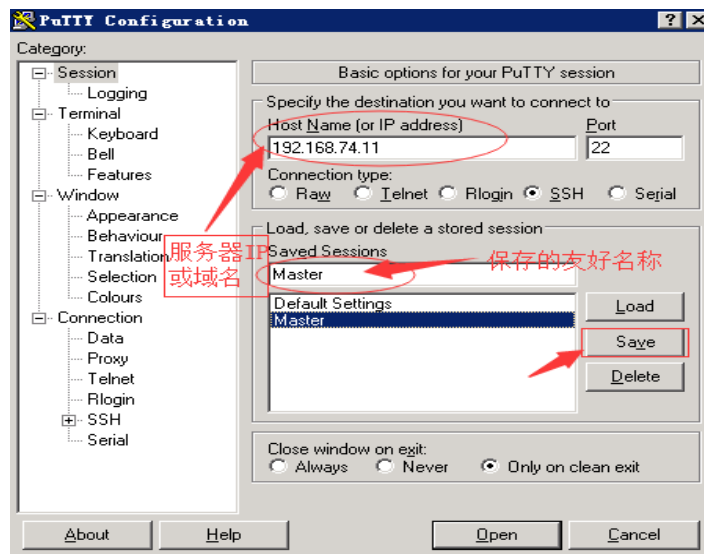 PuTTY Configuration
Category:
Session
Logging
Terminal
Keyboard
Bell
Features
Window
Appearance
Behaviour
Translation
Selection
Colours
Connection
Data
Proxy
Telnet
Rlogin
SSH
Serial
Basic options for your PuTTY session
Specify the destination you want to connect to
Host Name (or IP address) Port
192.168.74.11 22
Connection type:
Raw Telnet Rlogin SSH Serial
服务器IP
或域名
Load, save or delete a stored session
Saved Sessions
保存的友好名称
Master
Default Settings
Master
Load
Save
Delete
Close window on exit:
Always Never Only on clean exit
About Help Open Cancel